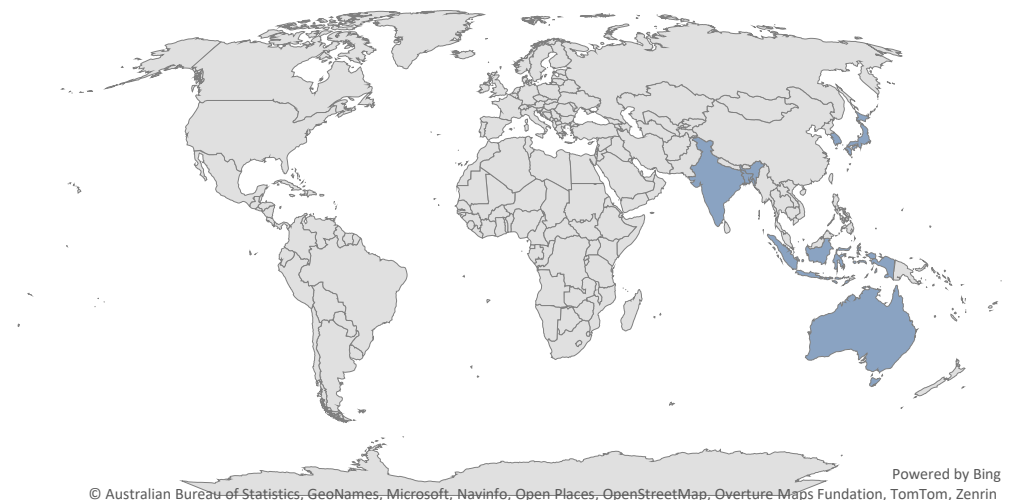 Powered by Bing
© Australian Bureau of Statistics, GeoNames, Microsoft, Navinfo, Open Places, OpenStreetMap, Overture Maps Fundation, TomTom, Zenrin